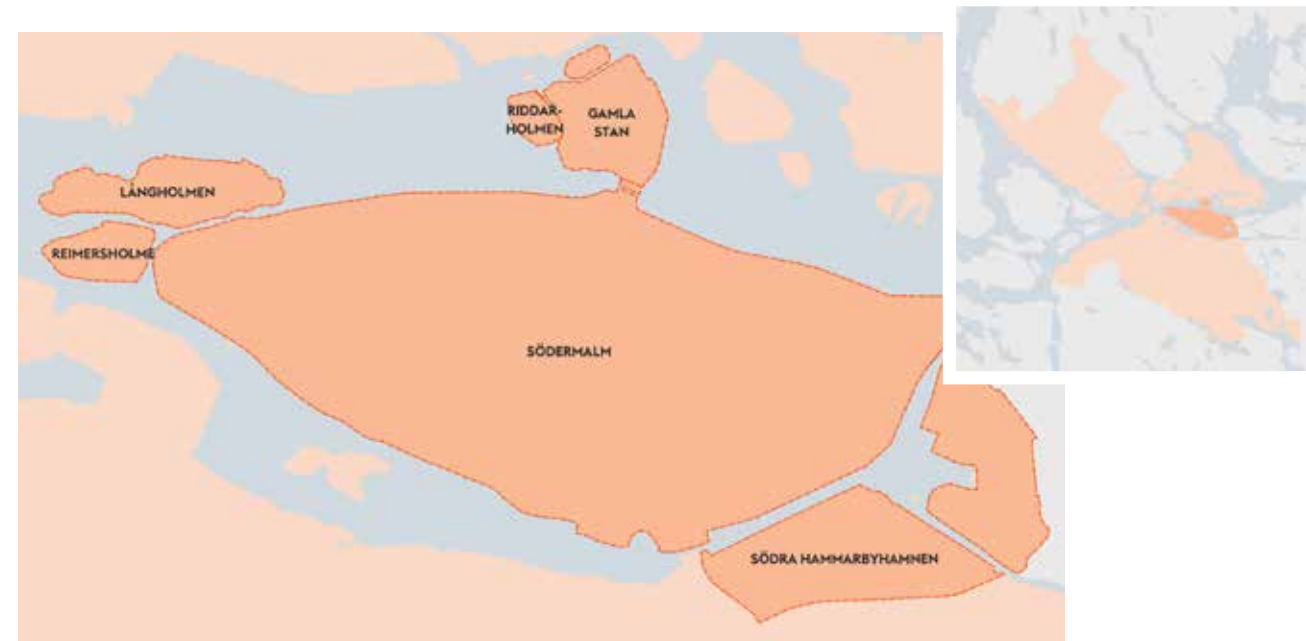 RIDDAR-
HOLMEN
GAMLA
STAN
LÅNGHOLMEN
REIMERSHOLME
SÖDERMALM
SÖDRA HAMMARBYHAMNEN